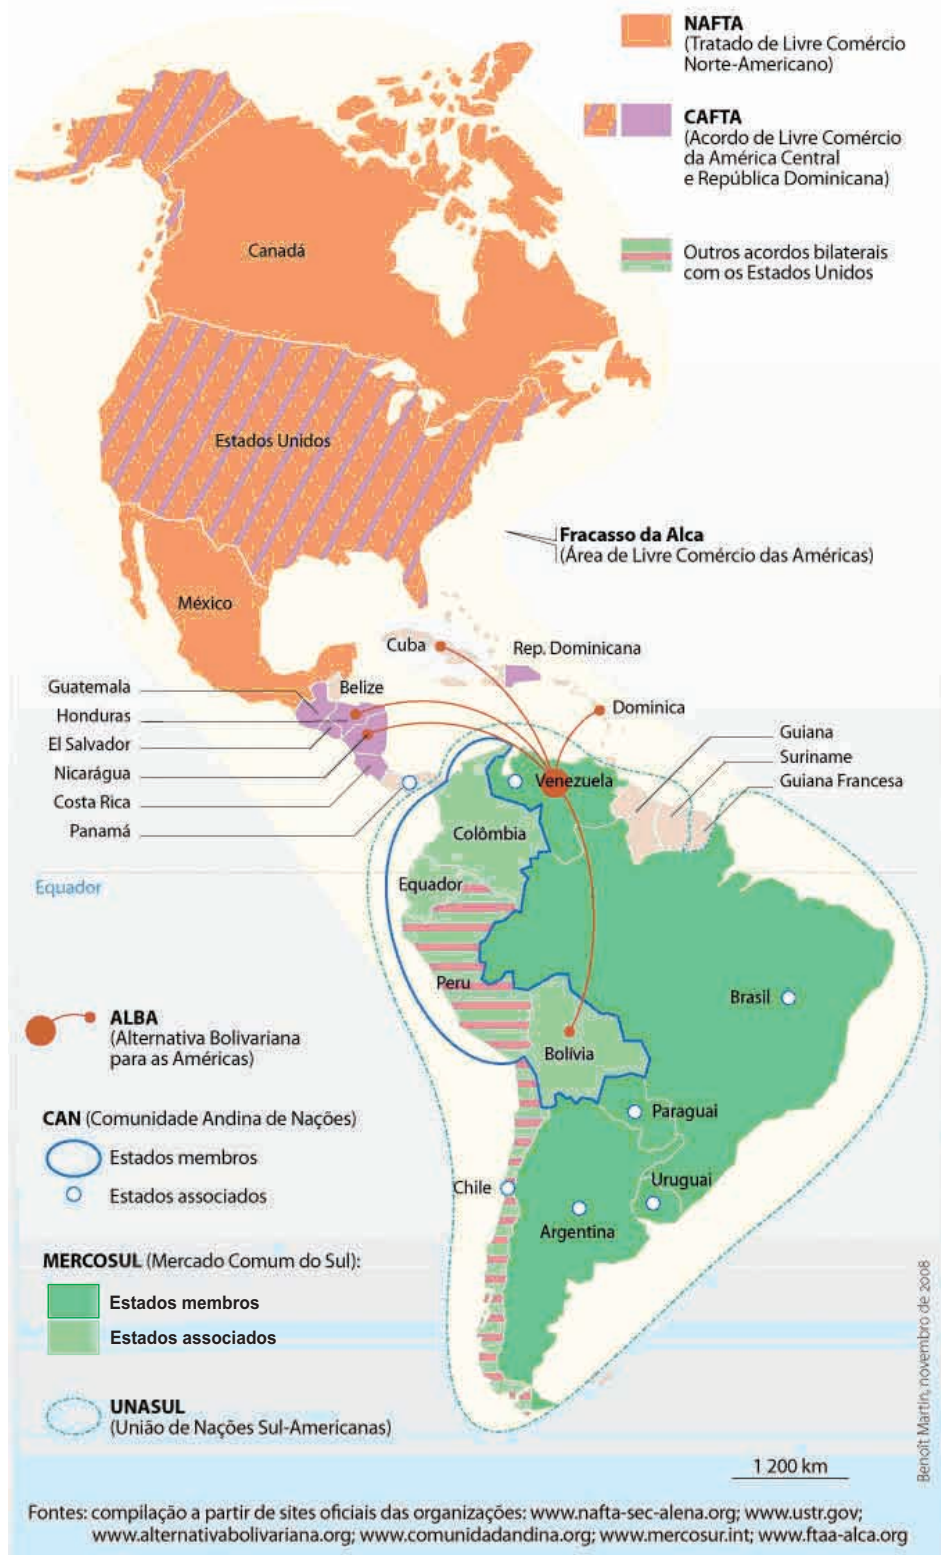 NAFTA
(Tratado de Livre Comércio
Norte-Americano)
CAFTA
(Acordo de Livre Comércio
da América Central
e República Dominicana)
Outros acordos bilaterais
com os Estados Unidos
Canadá
Estados Unidos
Fracasso da Alca
(Área de Livre Comércio das Américas)
México
Cuba
Rep. Dominicana
Guatemala
Belize
Honduras
Dominica
El Salvador
Guiana
Nicarágua
Suriname
Costa Rica
Venezuela
Guiana Francesa
Panamá
Colômbia
Equador
Equador
Peru
Brasil
Bolívia
Paraguai
Uruguai
Chile
Argentina
ALBA
(Alternativa Bolivariana
para as Américas)
CAN (Comunidade Andina de Nações)
Estados membros
Estados associados
MERCOSUL (Mercado Comum do Sul):
Estados membros
Estados associados
UNASUL
(União de Nações Sul-Americanas)
1 200 km
Benoît Martin, novembro de 2008
Fontes: compilação a partir de sites oficiais das organizações: www.nafta-sec-alena.org; www.ustr.gov;
www.alternativabolivariana.org; www.comunidadandina.org; www.mercosur.int; www.ftaa-alca.org